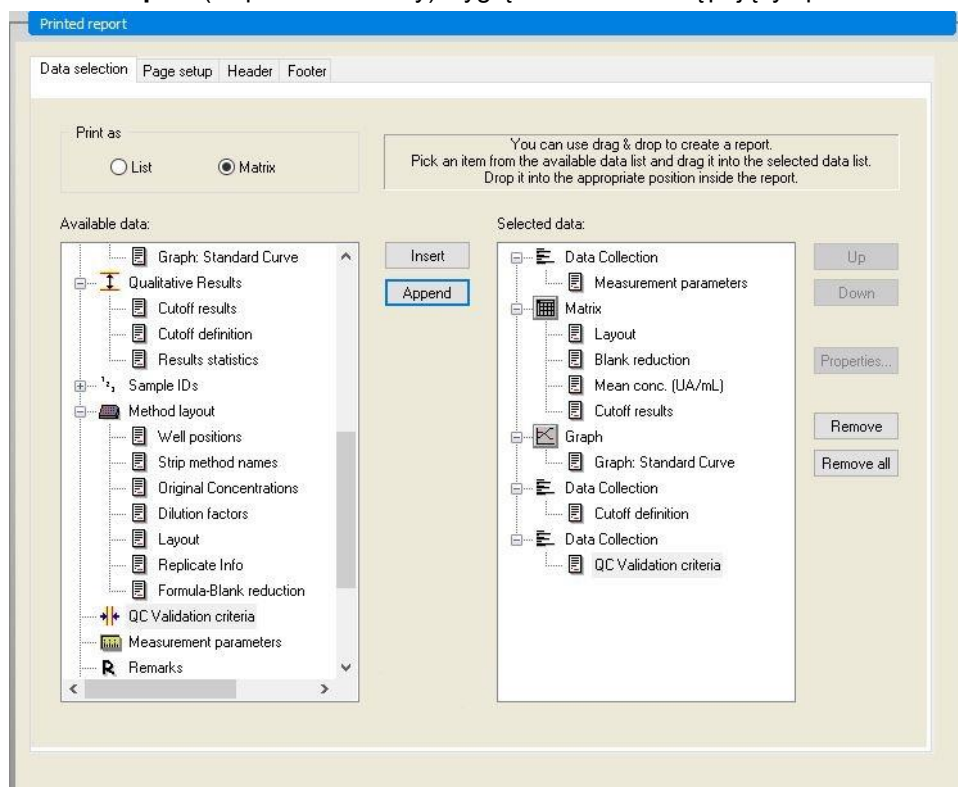 Printed report
Data selection Page setup Header Footer
Print as
List Matrix
You can use drag & drop to create a report.
Pick an item from the available data list and drag it into the selected data list.
Drop it into the appropriate position inside the report.
Available data:
Graph: Standard Curve
Qualitative Results
Cutoff results
Cutoff definition
Results statistics
Sample IDs
Method layout
Well positions
Strip method names
Original Concentrations
Dilution factors
Layout
Replicate Info
Formula-Blank reduction
QC Validation criteria
Measurement parameters
Remarks
Insert
Append
Selected data:
Data Collection
Measurement parameters
Matrix
Layout
Blank reduction
Mean conc. (UA/mL)
Cutoff results
Graph
Graph: Standard Curve
Data Collection
Cutoff definition
Data Collection
QC Validation criteria
Up
Down
Properties...
Remove
Remove all